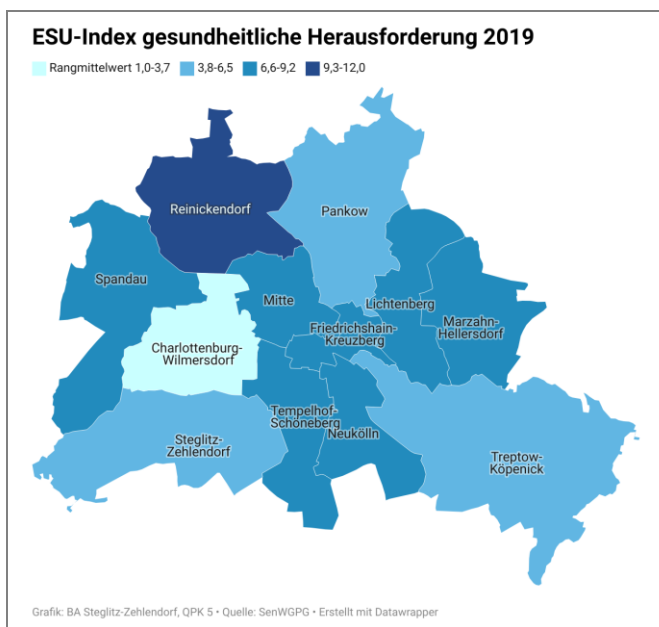 ESU-Index gesundheitliche Herausforderung 2019
Rangmittelwert 1,0-3,7 3,8-6,5 6,6-9,2 9,3-12,0
Reinickendorf
Pankow
Spandau
Mitte
Lichtenberg
Marzahn-
Hellersdorf
Friedrichshain-
Kreuzberg
Charlottenburg-
Wilmersdorf
Tempelhof-
Schöneberg
Neukölln
Steglitz-
Zehlendorf
Treptow-
Köpenick
Grafik: BA Steglitz-Zehlendorf, QPK 5 • Quelle: SenWGPG • Erstellt mit Datawrapper